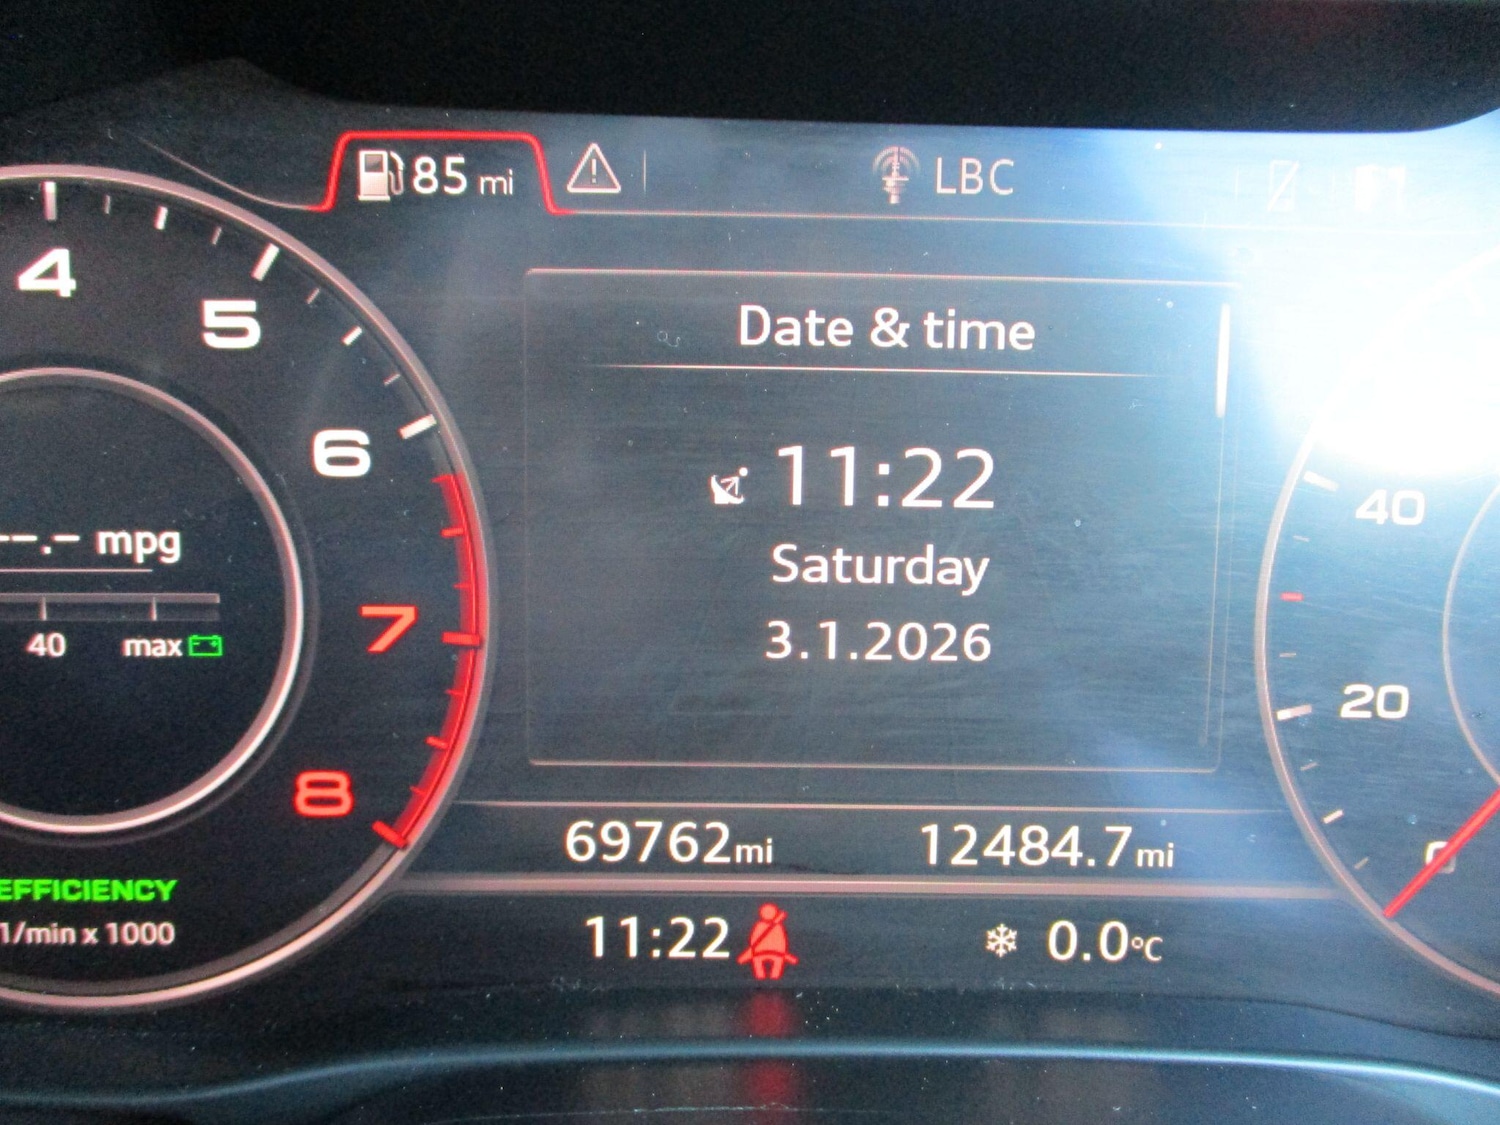 85 mi
LBC
Date & time
11:22
Saturday
3.1.2026
4
5
6
7
8
--.- mpg
40
max
EFFICIENCY
1/min x 1000
40
20
0
69762mi
12484.7mi
11:22
0.0°C